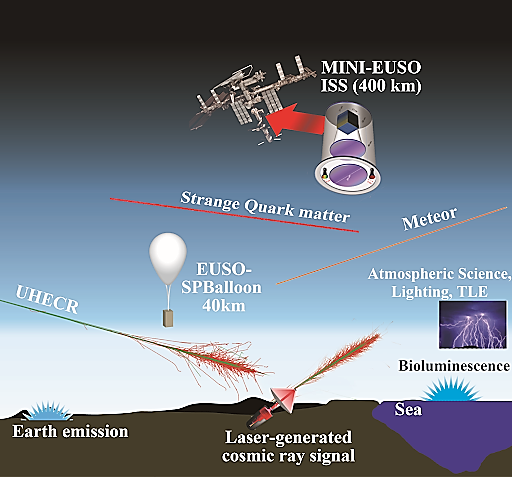 MINI-EUSO
ISS (400 km)
Strange Quark matter
Meteor
EUSO-
SPBalloon
40km
Atmospheric Science,
Lighting, TLE
UHECR
Bioluminescence
Sea
Earth emission
Laser-generated
cosmic ray signal